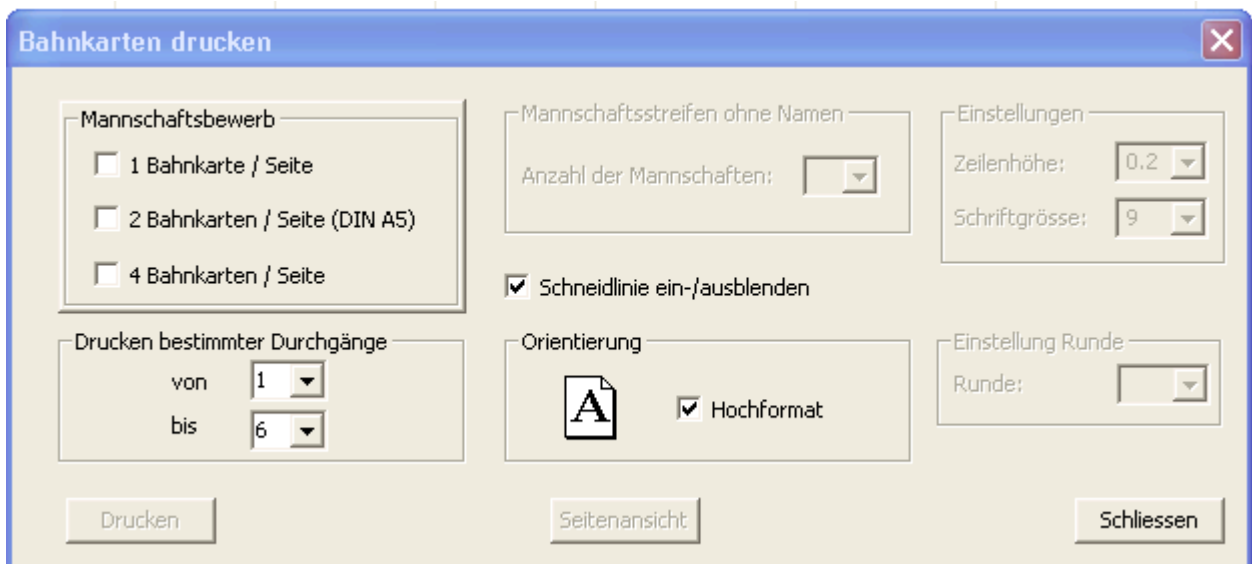 Bahnkarten drucken
Mannschaftsbewerb
1 Bahnkarte / Seite
2 Bahnkarten / Seite (DIN A5)
4 Bahnkarten / Seite
Mannschaftsstreifen ohne Namen
Anzahl der Mannschaften:
Einstellungen
Zeilenhöhe: 0.2
Schriftgrösse: 9
Schneidlinie ein-/ausblenden
Drucken bestimmter Durchgänge
von 1
bis 6
Orientierung
A Hochformat
Einstellung Runde
Runde:
Drucken
Seitenansicht
Schliessen